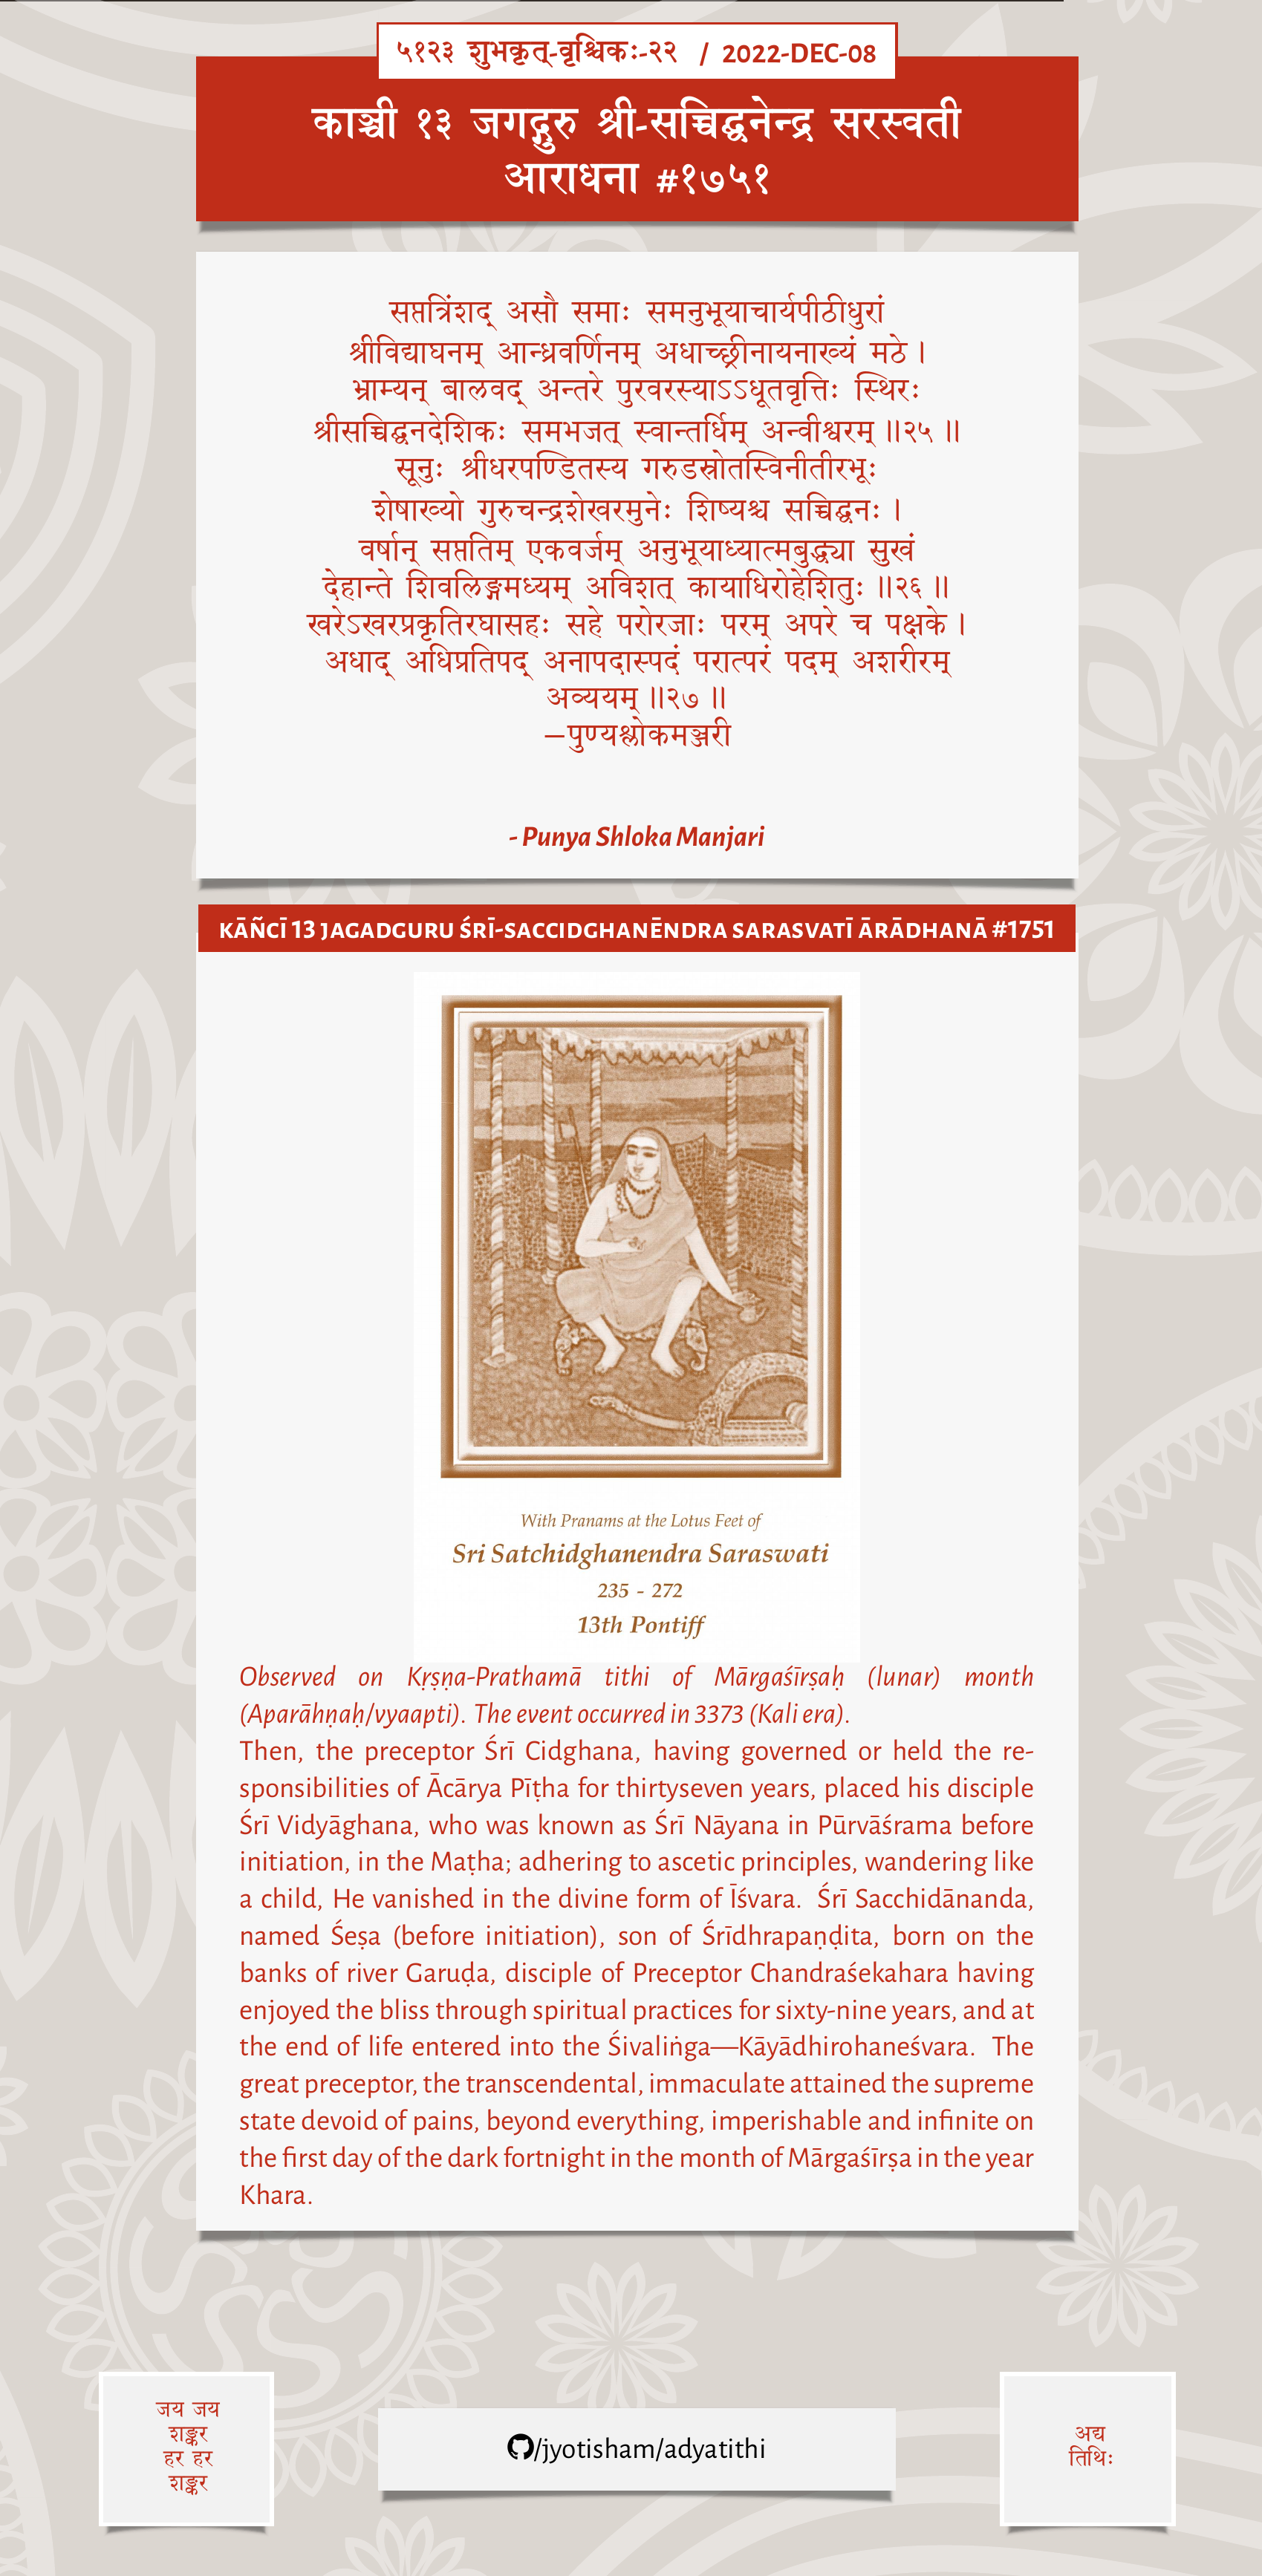 ५१२३ शुभकृत्-वृश्चिकः-२२ / 2022-DEC-08
काञ्ची १३ जगद्गुरु श्री-सच्चिद्घनेन्द्र सरस्वती
आराधना #१७५१
सप्तत्रिंशद् असौ समाः समनुभूयाचार्यपीठीधुरां
श्रीविद्याघनम् आन्ध्रवर्णिनम् अधाच्छ्रीनायनाख्यं मठे।
भ्राम्यन् बालवद् अन्तरे पुरवरस्याऽऽधूतवृत्तिः स्थिरः
श्रीसच्चिद्घनदेशिकः समभजत् स्वान्तर्धिम् अन्वीश्वरम्॥२५॥
सूनुः श्रीधरपण्डितस्य गरुडस्रोतस्विनीतीरभूः
शेषाख्यो गुरुचन्द्रशेखरमुनेः शिष्यश्च सच्चिद्घनः।
वर्षान् सप्ततिम् एकवर्जम् अनुभूयाध्यात्मबुद्ध्या सुखं
देहान्ते शिवलिङ्गमध्यम् अविशत् कायाधिरोहेशितुः॥२६॥
खरेऽखरप्रकृतिरघासहः सहे परोरजाः परम् अपरे च पक्षके।
अधाद् अधिप्रतिपद् अनापदास्पदं परात्परं पदम् अशरीरम्
अव्ययम्॥२७॥
—पुण्यश्लोकमञ्जरी
- Punya Shloka Manjari
KĀÑCĪ 13 JAGADGURU ŚRĪ-SACCIDGHANĒNDRA SARASVATĪ ĀRĀDHANĀ #1751
With Pranams at the Lotus Feet of
Sri Satchidghanendra Saraswati
235 - 272
13th Pontiff
Observed on Kṛṣṇa-Prathamā tithi of Mārgaśīrṣaḥ (lunar) month
(Aparāhṇaḥ/vyaapti). The event occurred in 3373 (Kali era).
Then, the preceptor Śrī Cidghana, having governed or held the re-
sponsibilities of Ācārya Pīṭha for thirtyseven years, placed his disciple
Śrī Vidyāghana, who was known as Śrī Nāyana in Pūrvāśrama before
initiation, in the Maṭha; adhering to ascetic principles, wandering like
a child, He vanished in the divine form of Īśvara. Śrī Sacchidānanda,
named Śeṣa (before initiation), son of Śrīdhrapaṇḍita, born on the
banks of river Garuḍa, disciple of Preceptor Chandraśekahara having
enjoyed the bliss through spiritual practices for sixty-nine years, and at
the end of life entered into the Śivaliṅga—Kāyādhirohaneśvara. The
great preceptor, the transcendental, immaculate attained the supreme
state devoid of pains, beyond everything, imperishable and infinite on
the first day of the dark fortnight in the month of Mārgaśīrṣa in the year
Khara.
जय जय
शङ्कर
हर हर
शङ्कर
/jyotisham/adyatithi
अद्य
तिथिः